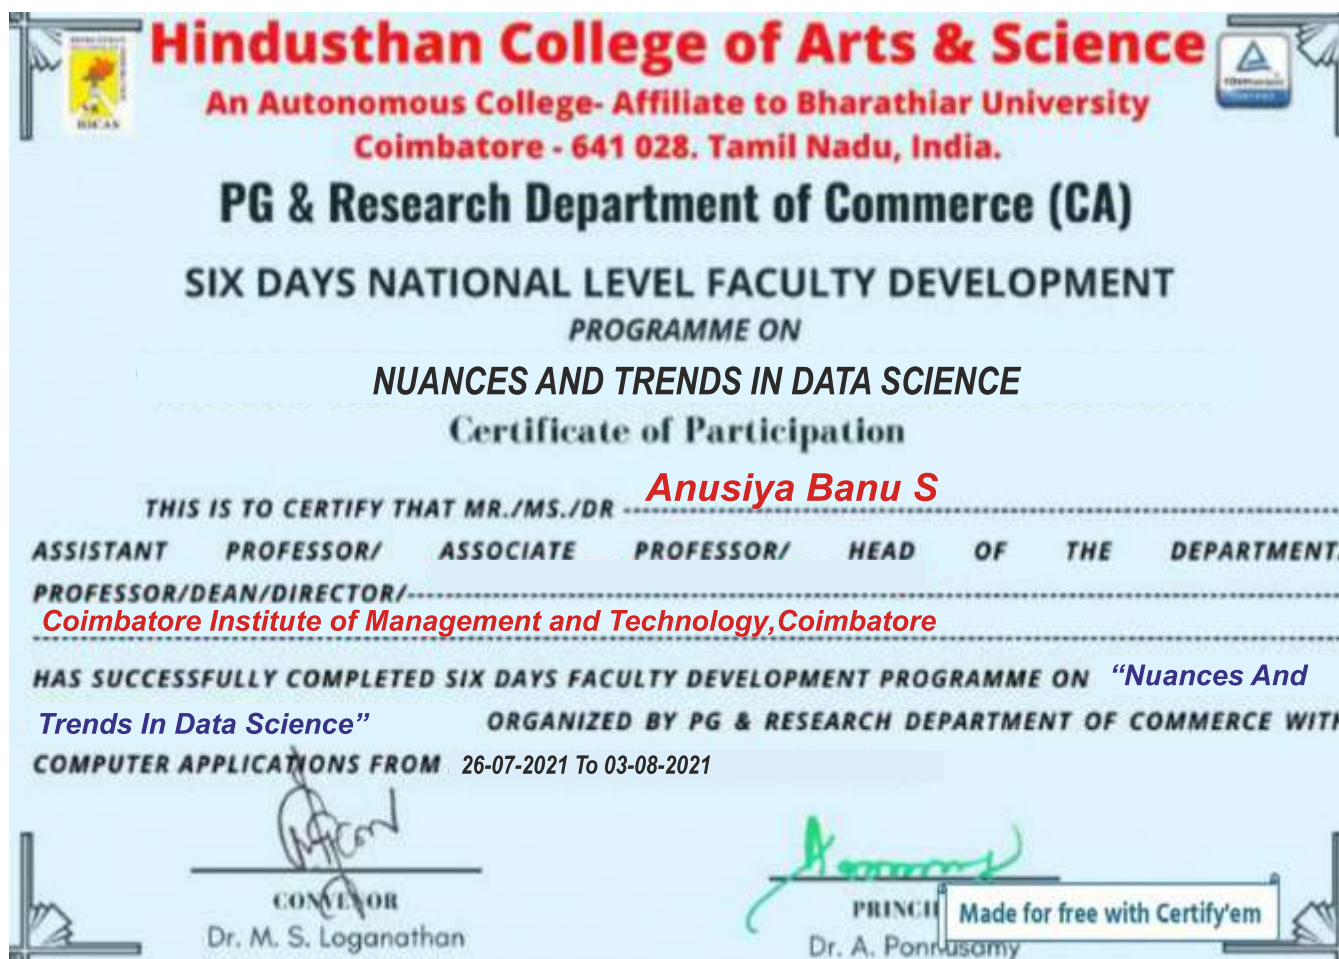 Hindusthan College of Arts & Science
An Autonomous College- Affiliate to Bharathiar University
Coimbatore - 641 028. Tamil Nadu, India.
HICAS
PG & Research Department of Commerce (CA)
SIX DAYS NATIONAL LEVEL FACULTY DEVELOPMENT
PROGRAMME ON
NUANCES AND TRENDS IN DATA SCIENCE
Certificate of Participation
THIS IS TO CERTIFY THAT MR./MS./DR Anusiya Banu S
ASSISTANT PROFESSOR/ ASSOCIATE PROFESSOR/ HEAD OF THE DEPARTMENT
PROFESSOR/DEAN/DIRECTOR/
Coimbatore Institute of Management and Technology,Coimbatore
HAS SUCCESSFULLY COMPLETED SIX DAYS FACULTY DEVELOPMENT PROGRAMME ON “Nuances And
Trends In Data Science” ORGANIZED BY PG & RESEARCH DEPARTMENT OF COMMERCE WITH
COMPUTER APPLICATIONS FROM 26-07-2021 To 03-08-2021
CONVENOR
Dr. M. S. Loganathan
PRINCI
Dr. A. Ponnusamy
Made for free with Certify'em